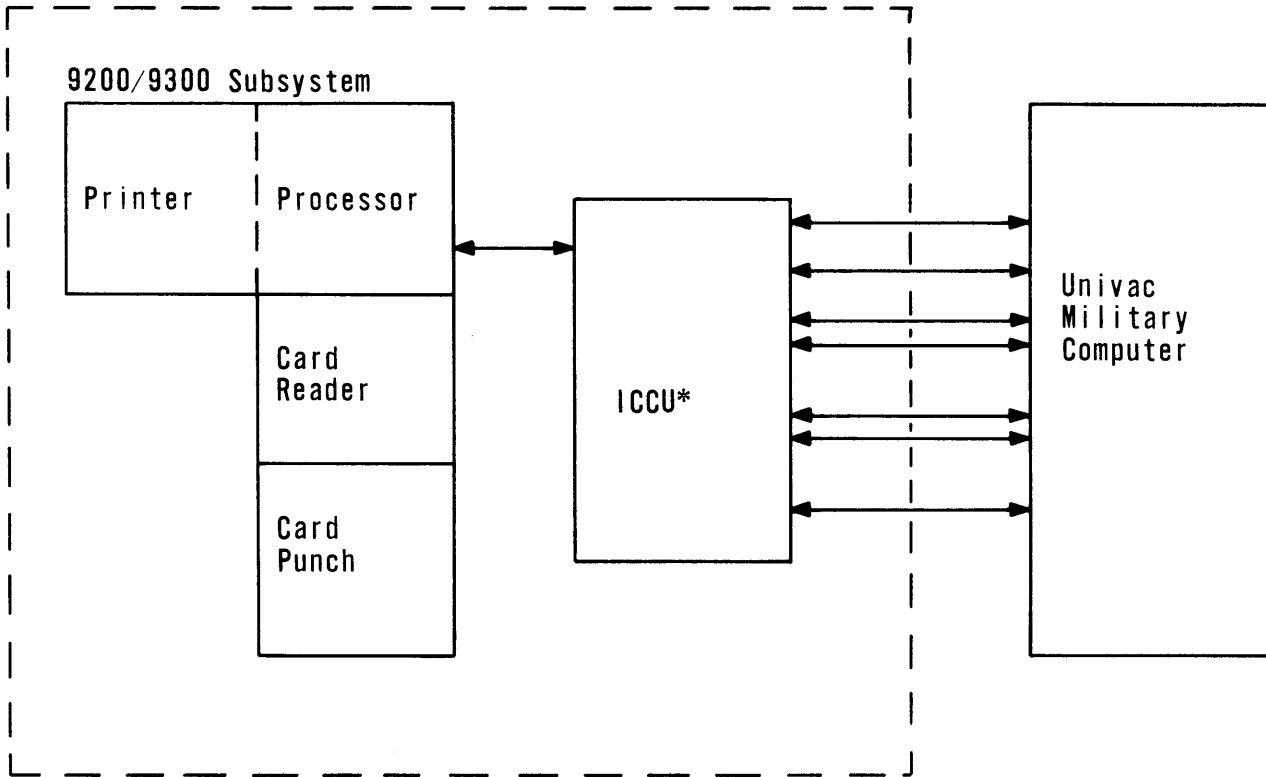 9200/9300 Subsystem
Printer
Processor
Card
Reader
Card
Punch
ICCU*
Univac
Military
Computer